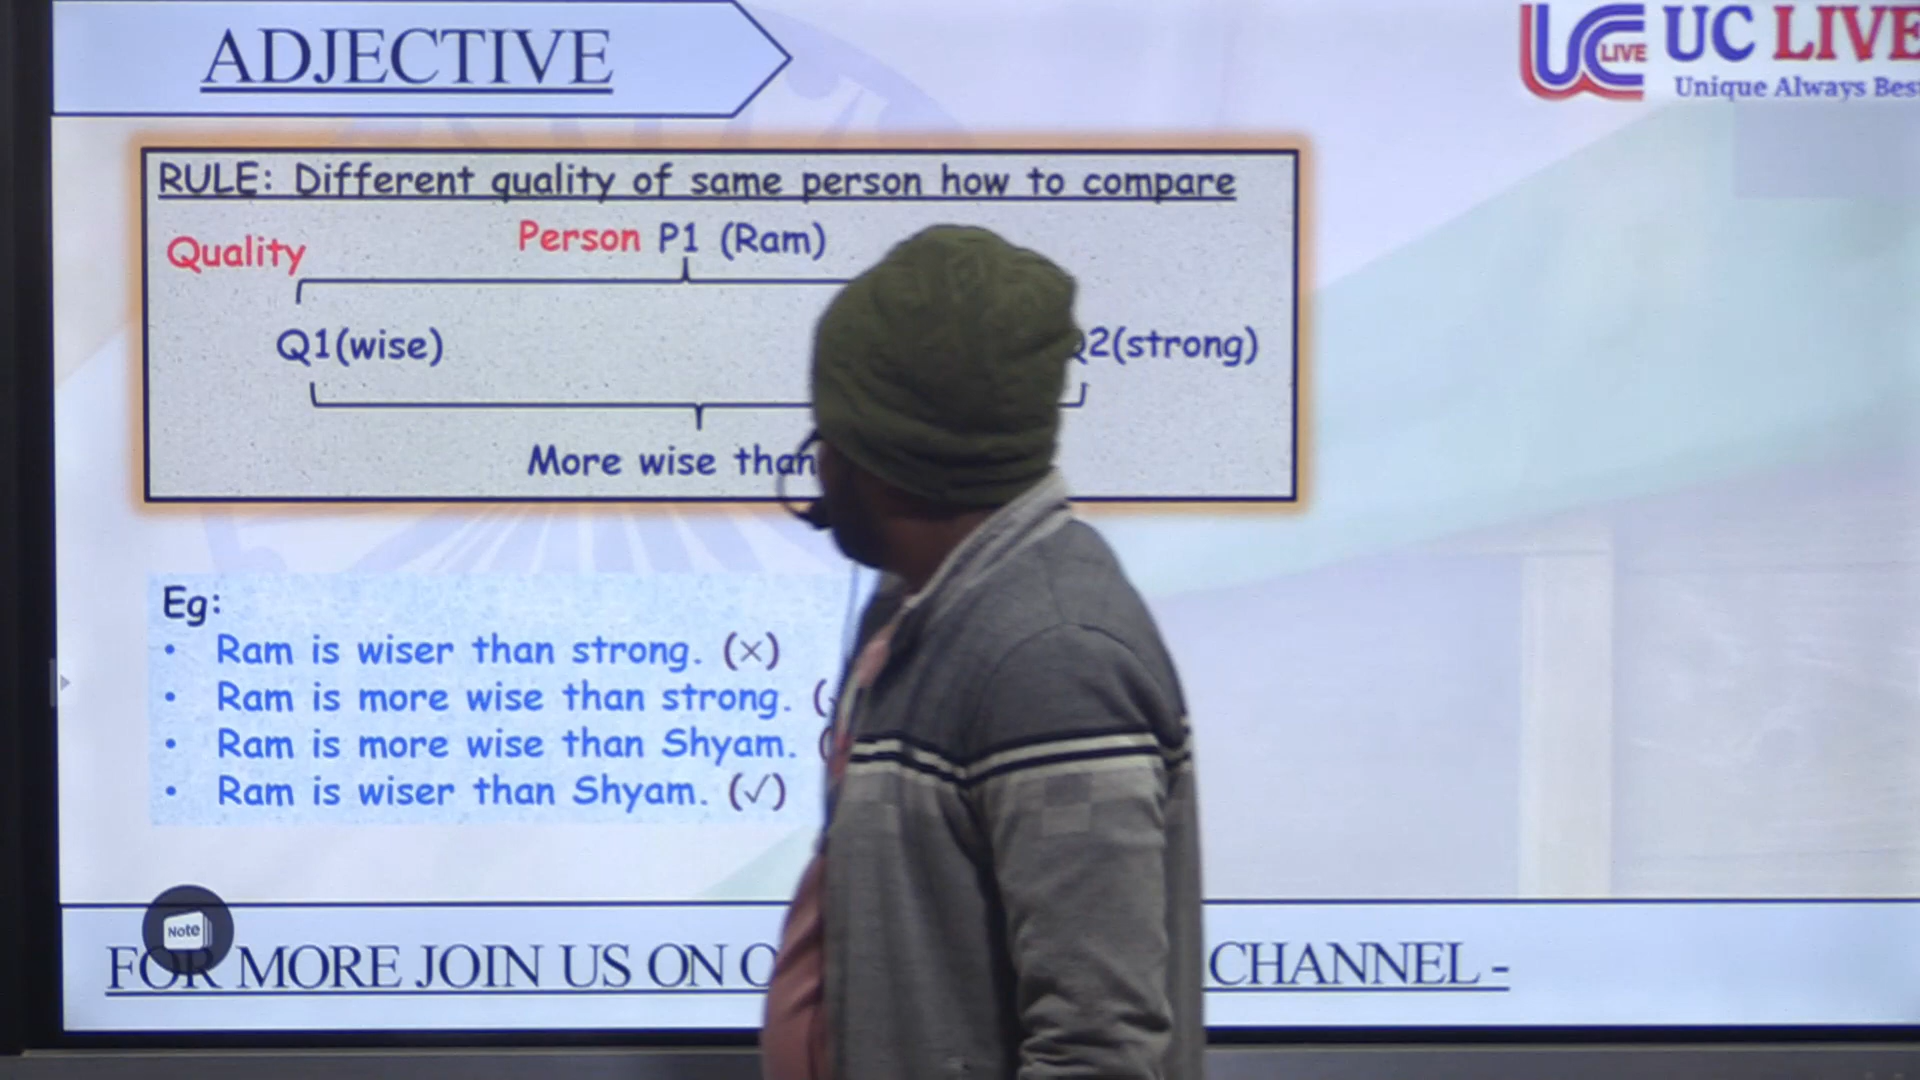 ADJECTIVE
UC LIVE
LIVE
Unique Always Best
RULE: Different quality of same person how to compare
Quality
Person P1 (Ram)
Q1(wise)
Q2(strong)
More wise than
Eg:
• Ram is wiser than strong. (×)
• Ram is more wise than strong. (
• Ram is more wise than Shyam. (
• Ram is wiser than Shyam. (✓)
Note
FOR MORE JOIN US ON
CHANNEL -